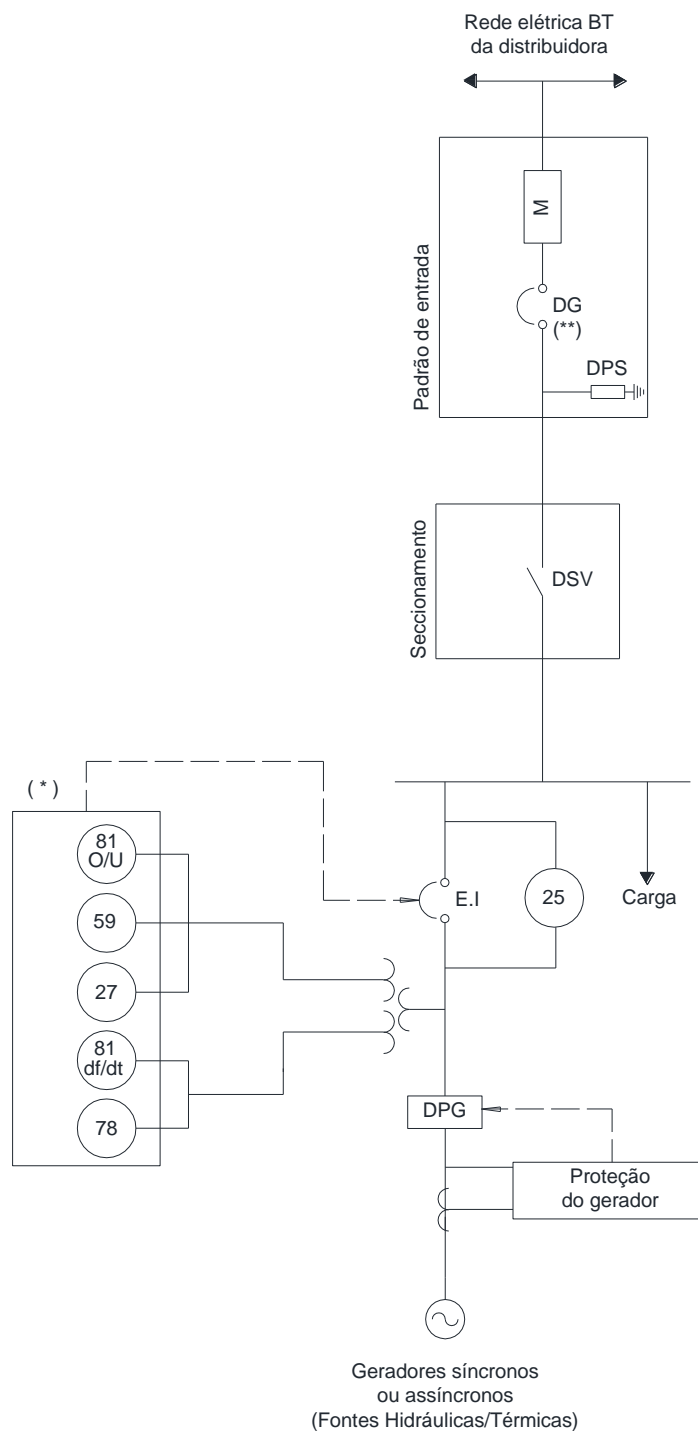 Rede elétrica BT
da distribuidora
Padrão de entrada
M
DG
(**)
DPS
Seccionamento
DSV
( * )
81
O/U
59
27
81
df/dt
78
E.I
25
Carga
DPG
Proteção
do gerador
Geradores síncronos
ou assíncronos
(Fontes Hidráulicas/Térmicas)